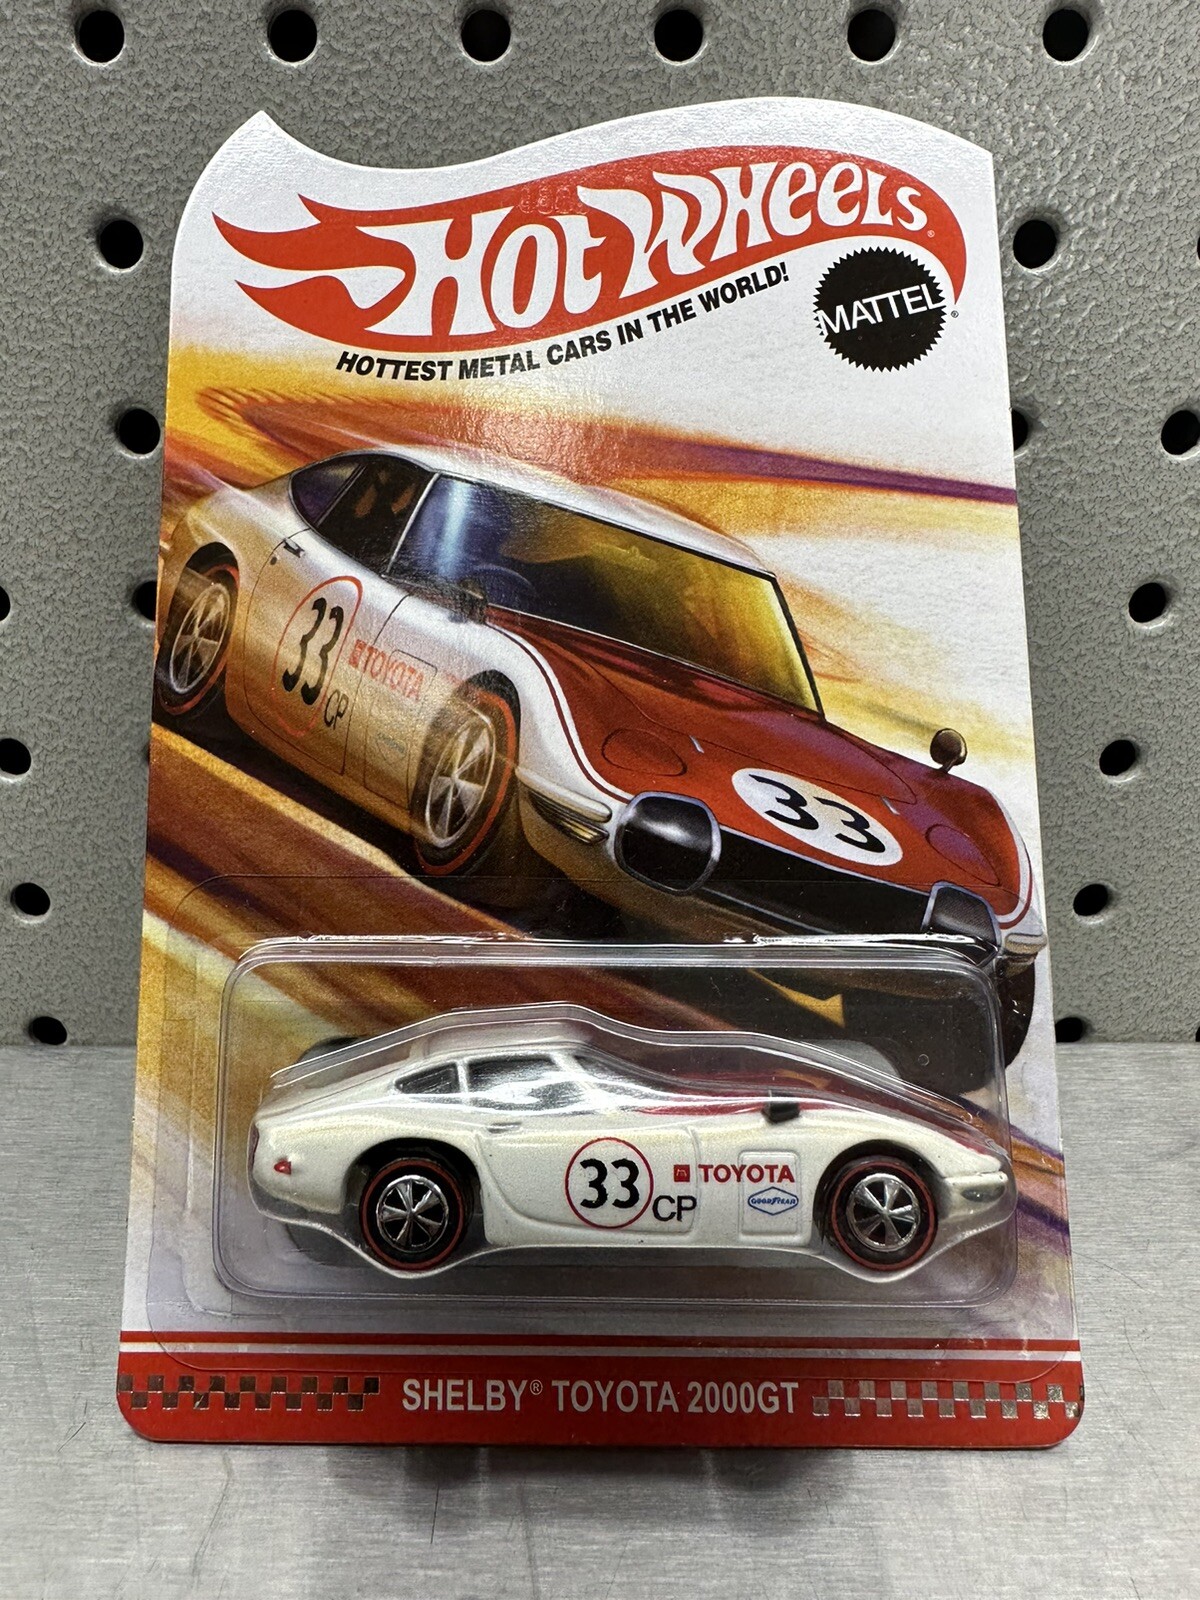 HOT WHEELS®
HOTTEST METAL CARS IN THE WORLD!
MATTEL®
33
CP
TOYOTA
33
33
CP
TOYOTA
GOODYEAR
SHELBY® TOYOTA 2000GT